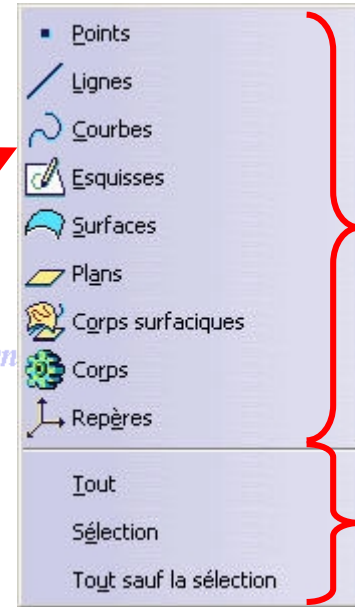 Points
Lignes
Courbes
Esquisses
Surfaces
Plans
Corps surfaciques
Corps
Repères
Tout
Sélection
Tout sauf la sélection